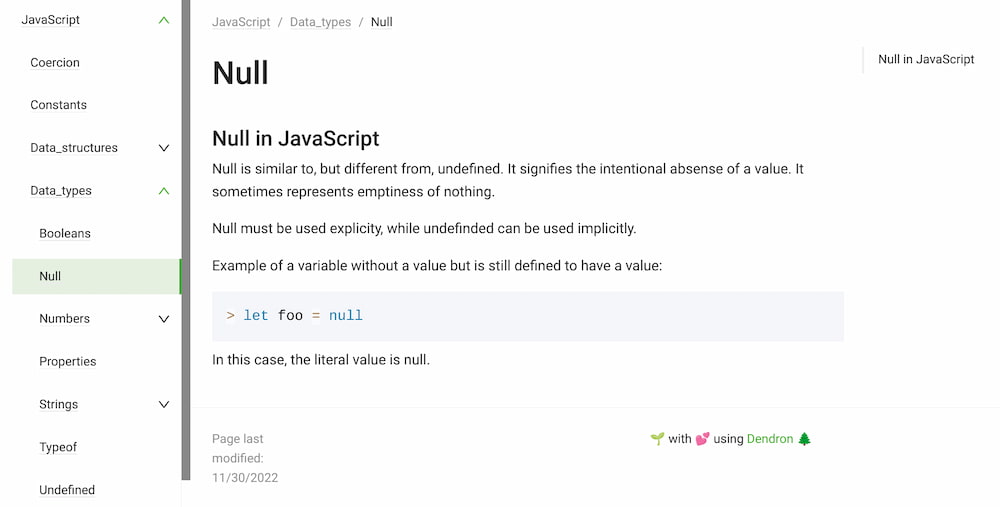 JavaScript
Coercion
Constants
Data_structures
Data_types
Booleans
Null
Numbers
Properties
Strings
Typeof
Undefined
JavaScript / Data_types / Null
Null
Null in JavaScript
Null in JavaScript
Null is similar to, but different from, undefined. It signifies the intentional absense of a value. It
sometimes represents emptiness of nothing.
Null must be used explicity, while undefinded can be used implicitly.
Example of a variable without a value but is still defined to have a value:
> let foo = null
In this case, the literal value is null.
Page last
modified:
11/30/2022
🌱 with 💕 using Dendron 🌲